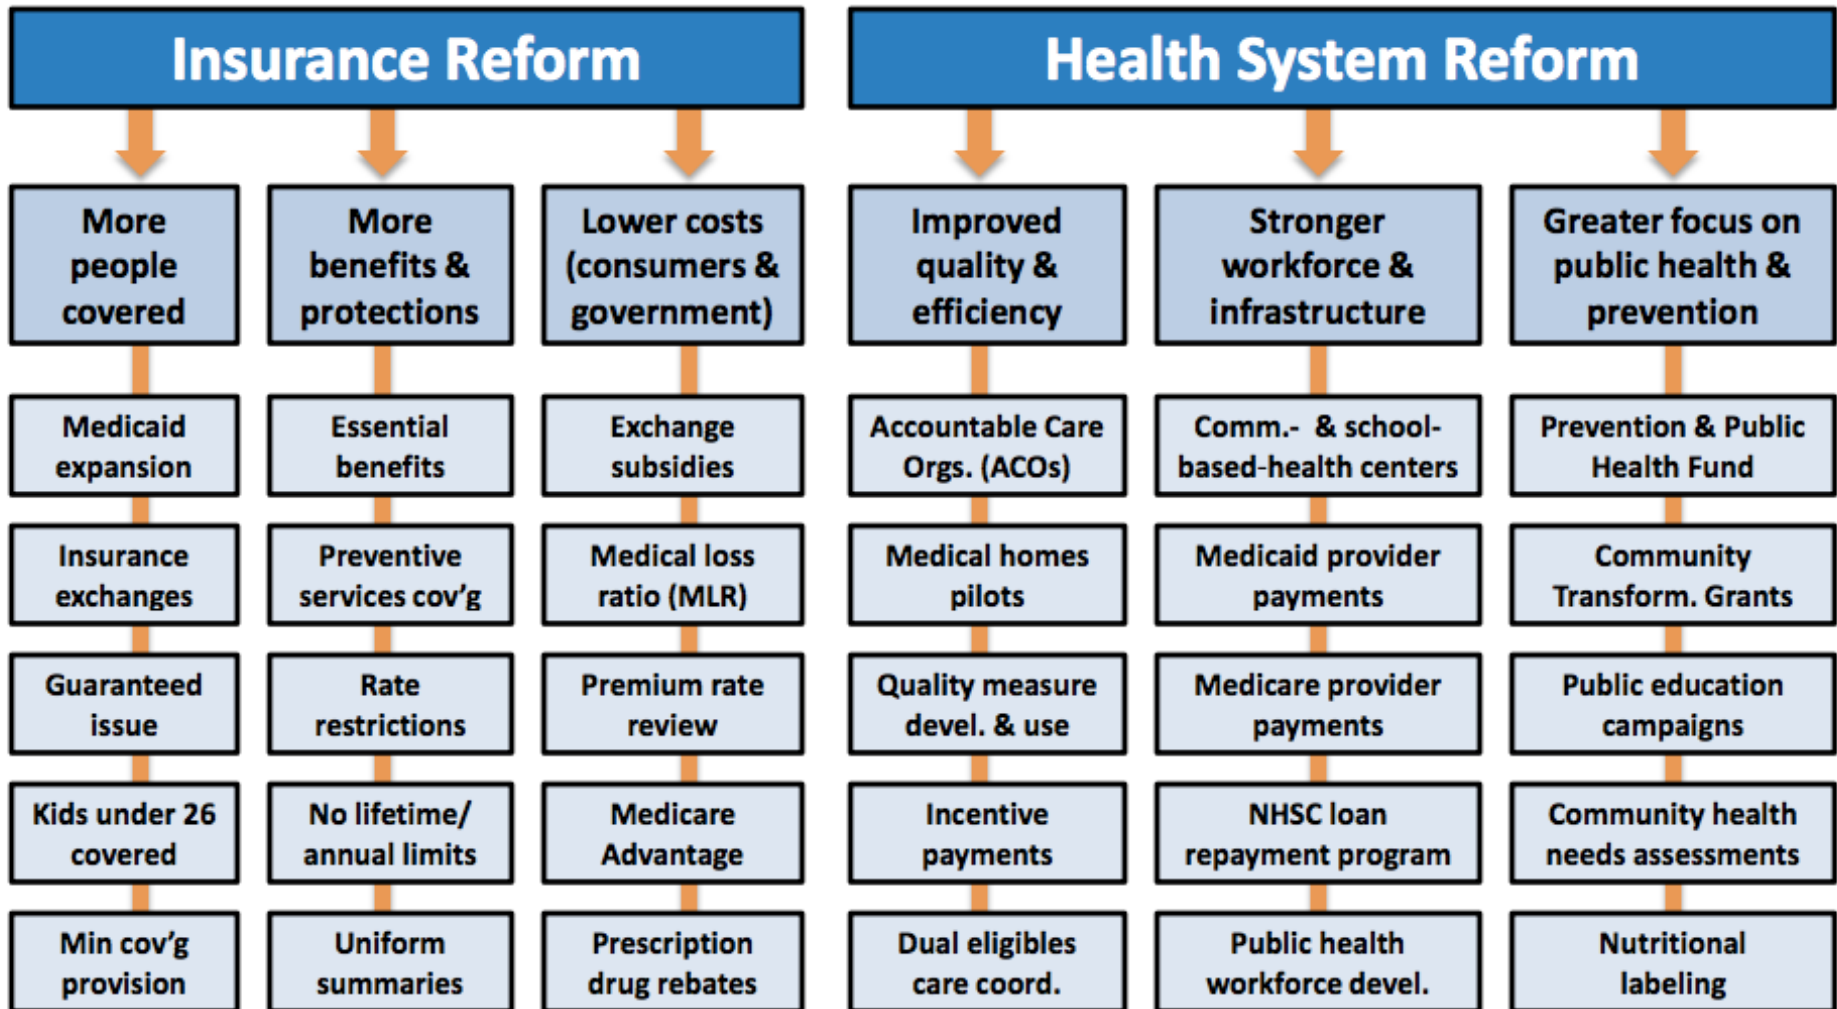 Insurance Reform
Health System Reform
More
people
covered
More
benefits &
protections
Lower costs
(consumers &
government)
Improved
quality &
efficiency
Stronger
workforce &
infrastructure
Greater focus on
public health &
prevention
Medicaid
expansion
Essential
benefits
Exchange
subsidies
Accountable Care
Orgs. (ACOs)
Comm.- & school-
based-health centers
Prevention & Public
Health Fund
Insurance
exchanges
Preventive
services cov’g
Medical loss
ratio (MLR)
Medical homes
pilots
Medicaid provider
payments
Community
Transform. Grants
Guaranteed
issue
Rate
restrictions
Premium rate
review
Quality measure
devel. & use
Medicare provider
payments
Public education
campaigns
Kids under 26
covered
No lifetime/
annual limits
Medicare
Advantage
Incentive
payments
NHSC loan
repayment program
Community health
needs assessments
Min cov’g
provision
Uniform
summaries
Prescription
drug rebates
Dual eligibles
care coord.
Public health
workforce devel.
Nutritional
labeling